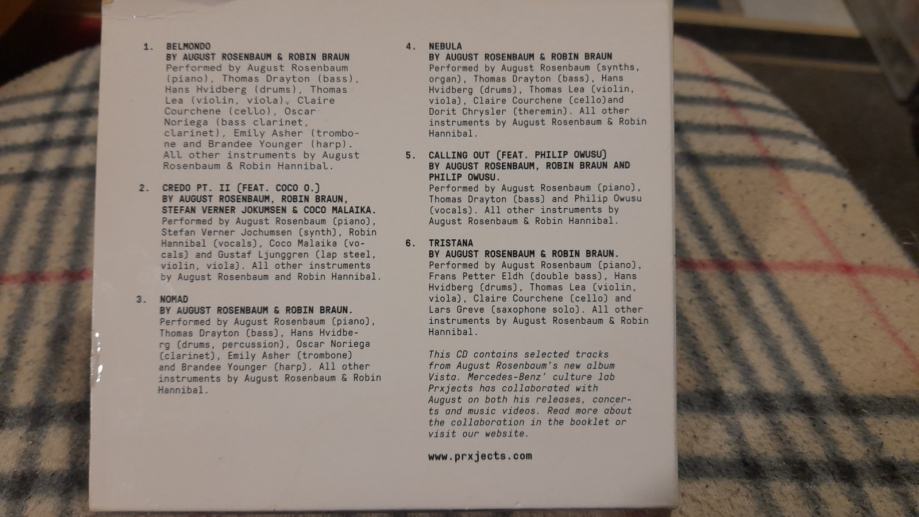 1. BELMONDO
BY AUGUST ROSENBAUM & ROBIN BRAUN
Performed by August Rosenbaum
(piano), Thomas Drayton (bass),
Hans Hvidberg (drums), Thomas
Lea (violin, viola), Claire
Courchene (cello), Oscar
Noriega (bass clarinet,
clarinet), Emily Asher (trombo-
ne and Brandee Younger (harp).
All other instruments by August
Rosenbaum & Robin Hannibal.
2. CREDO PT. II (FEAT. COCO O.)
BY AUGUST ROSENBAUM, ROBIN BRAUN,
STEFAN VERNER JOKUMSEN & COCO MALAIKA.
Performed by August Rosenbaum (piano),
Stefan Verner Jochumsen (synth), Robin
Hannibal (vocals), Coco Malaika (vo-
cals) and Gustaf Ljunggren (lap steel,
violin, viola). All other instruments
by August Rosenbaum and Robin Hannibal.
3. NOMAD
BY AUGUST ROSENBAUM & ROBIN BRAUN.
Performed by August Rosenbaum (piano),
Thomas Drayton (bass), Hans Hvidbe-
rg (drums, percussion), Oscar Noriega
(clarinet), Emily Asher (trombone)
and Brandee Younger (harp). All other
instruments by August Rosenbaum & Robin
Hannibal.
4. NEBULA
BY AUGUST ROSENBAUM & ROBIN BRAUN
Performed by August Rosenbaum (synths,
organ), Thomas Drayton (bass), Hans
Hvidberg (drums), Thomas Lea (violin,
viola), Claire Courchene (cello)and
Dorit Chrysler (theremin). All other
instruments by August Rosenbaum & Robin
Hannibal.
5. CALLING OUT (FEAT. PHILIP OWUSU)
BY AUGUST ROSENBAUM, ROBIN BRAUN AND
PHILIP OWUSU.
Performed by August Rosenbaum (piano),
Thomas Drayton (bass) and Philip Owusu
(vocals). All other instruments by
August Rosenbaum & Robin Hannibal.
6. TRISTANA
BY AUGUST ROSENBAUM & ROBIN BRAUN.
Performed by August Rosenbaum (piano),
Frans Petter Eldh (double bass), Hans
Hvidberg (drums), Thomas Lea (violin,
viola), Claire Courchene (cello) and
Lars Greve (saxophone solo). All other
instruments by August Rosenbaum & Robin
Hannibal.
This CD contains selected tracks
from August Rosenbaum's new album
Vista. Mercedes-Benz' culture lab
Prxjects has collaborated with
August on both his releases, concer-
ts and music videos. Read more about
the collaboration in the booklet or
visit our website.
www.prxjects.com